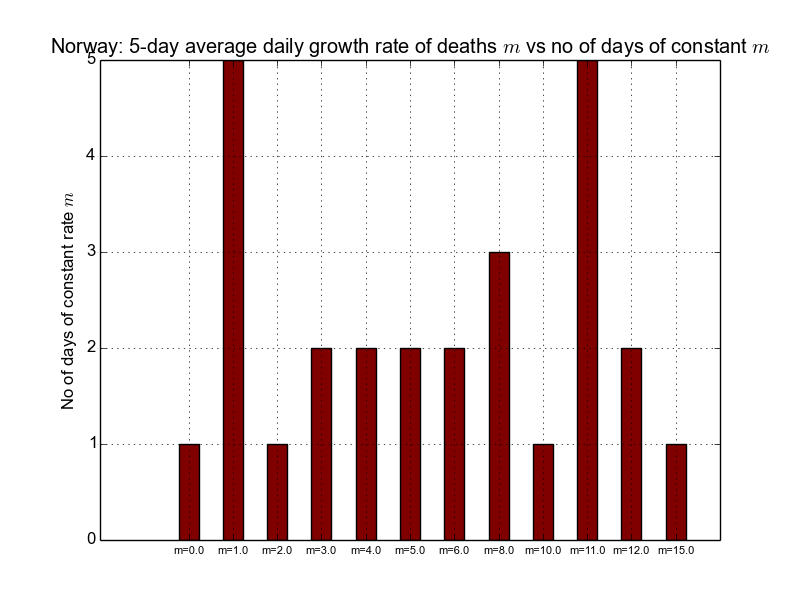 Norway: 5-day average daily growth rate of deaths m vs no of days of constant m
5
4
3
2
1
0
No of days of constant rate m
m=0.0 m=1.0 m=2.0 m=3.0 m=4.0 m=5.0 m=6.0 m=8.0 m=10.0 m=11.0 m=12.0 m=15.0